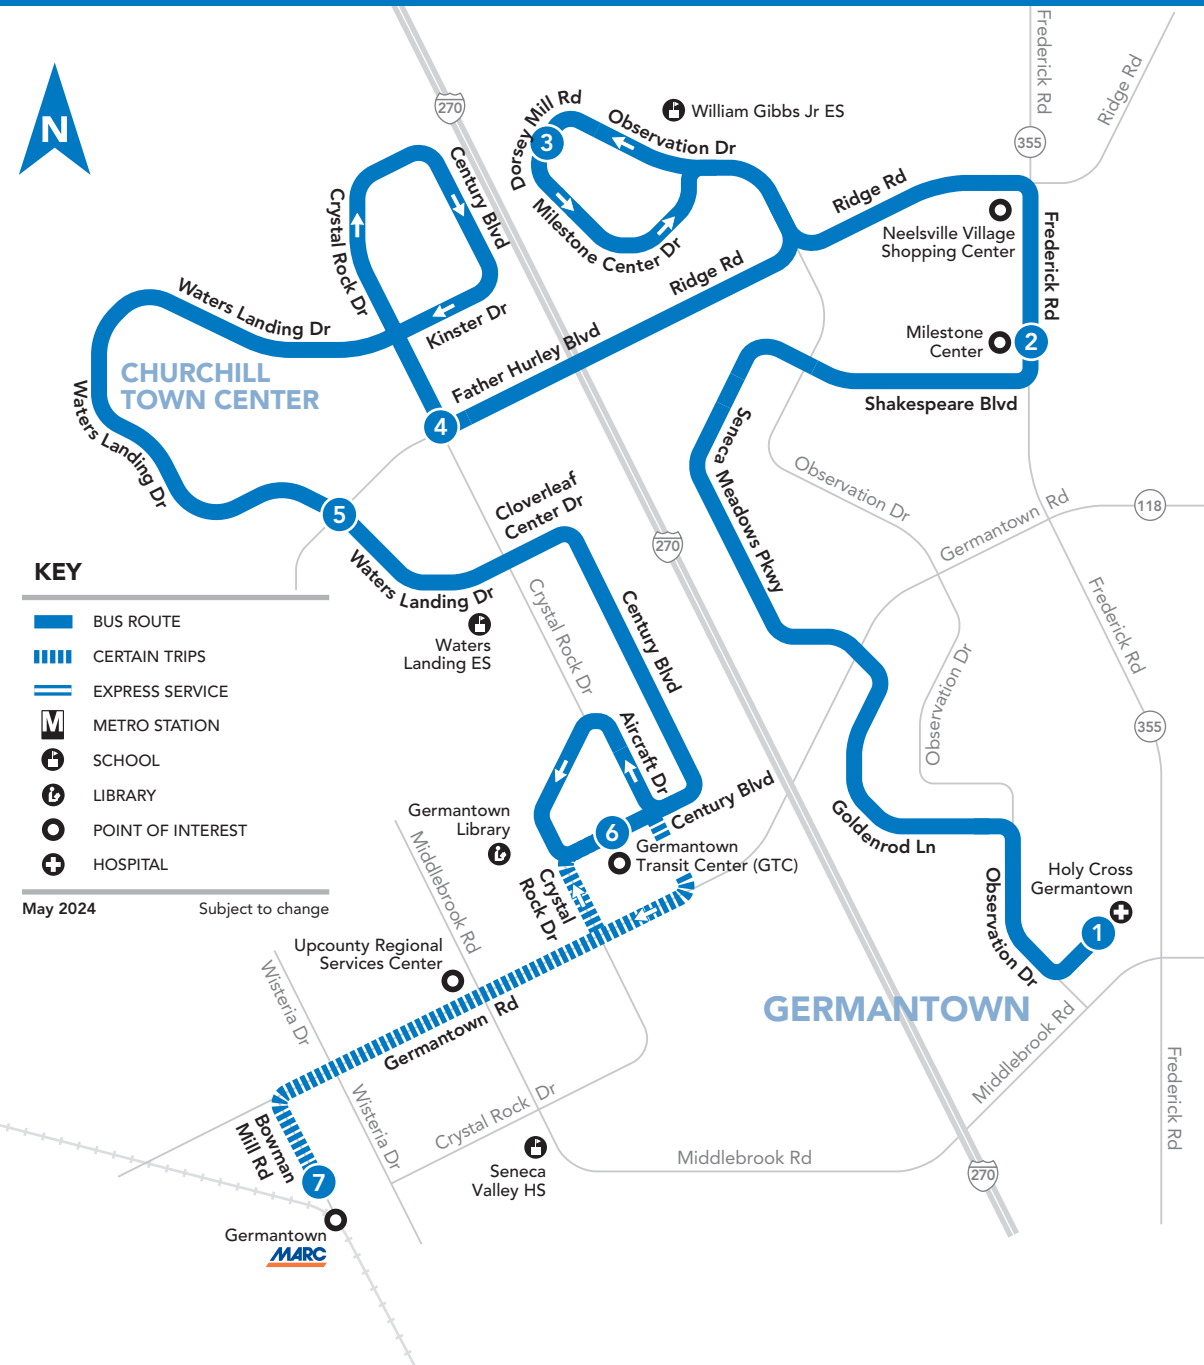 N
270
Dorsey Mill Rd
3
William Gibbs Jr ES
Observation Dr
Frederick Rd
Ridge Rd
355
Century Blvd
Crystal Rock Dr
Milestone Center Dr
Ridge Rd
Ridge Rd
Neelsville Village
Shopping Center
Frederick Rd
Waters Landing Dr
Kinster Dr
Father Hurley Blvd
Milestone
Center
2
CHURCHILL
TOWN CENTER
Waters Landing Dr
4
Shakespeare Blvd
Seneca Meadows Pkwy
Observation Dr
Germantown Rd
118
Cloverleaf
Center Dr
5
270
KEY
Waters Landing Dr
Crystal Rock Dr
Century Blvd
Frederick Rd
BUS ROUTE
CERTAIN TRIPS
EXPRESS SERVICE
M
METRO STATION
SCHOOL
LIBRARY
POINT OF INTEREST
HOSPITAL
May 2024
Subject to change
Waters
Landing ES
Observation Dr
355
Aircraft Dr
Century Blvd
Germantown
Library
6
Germantown
Transit Center (GTC)
Goldenrod Ln
Middlebrook Rd
Crystal
Rock Dr
Observation Dr
Holy Cross
Germantown
1
Upcounty Regional
Services Center
Wisteria Dr
Germantown Rd
GERMANTOWN
Middlebrook Rd
Frederick Rd
Wisteria Dr
Crystal Rock Dr
Bowman
Mill Rd
7
Seneca
Valley HS
Middlebrook Rd
270
Germantown
MARC